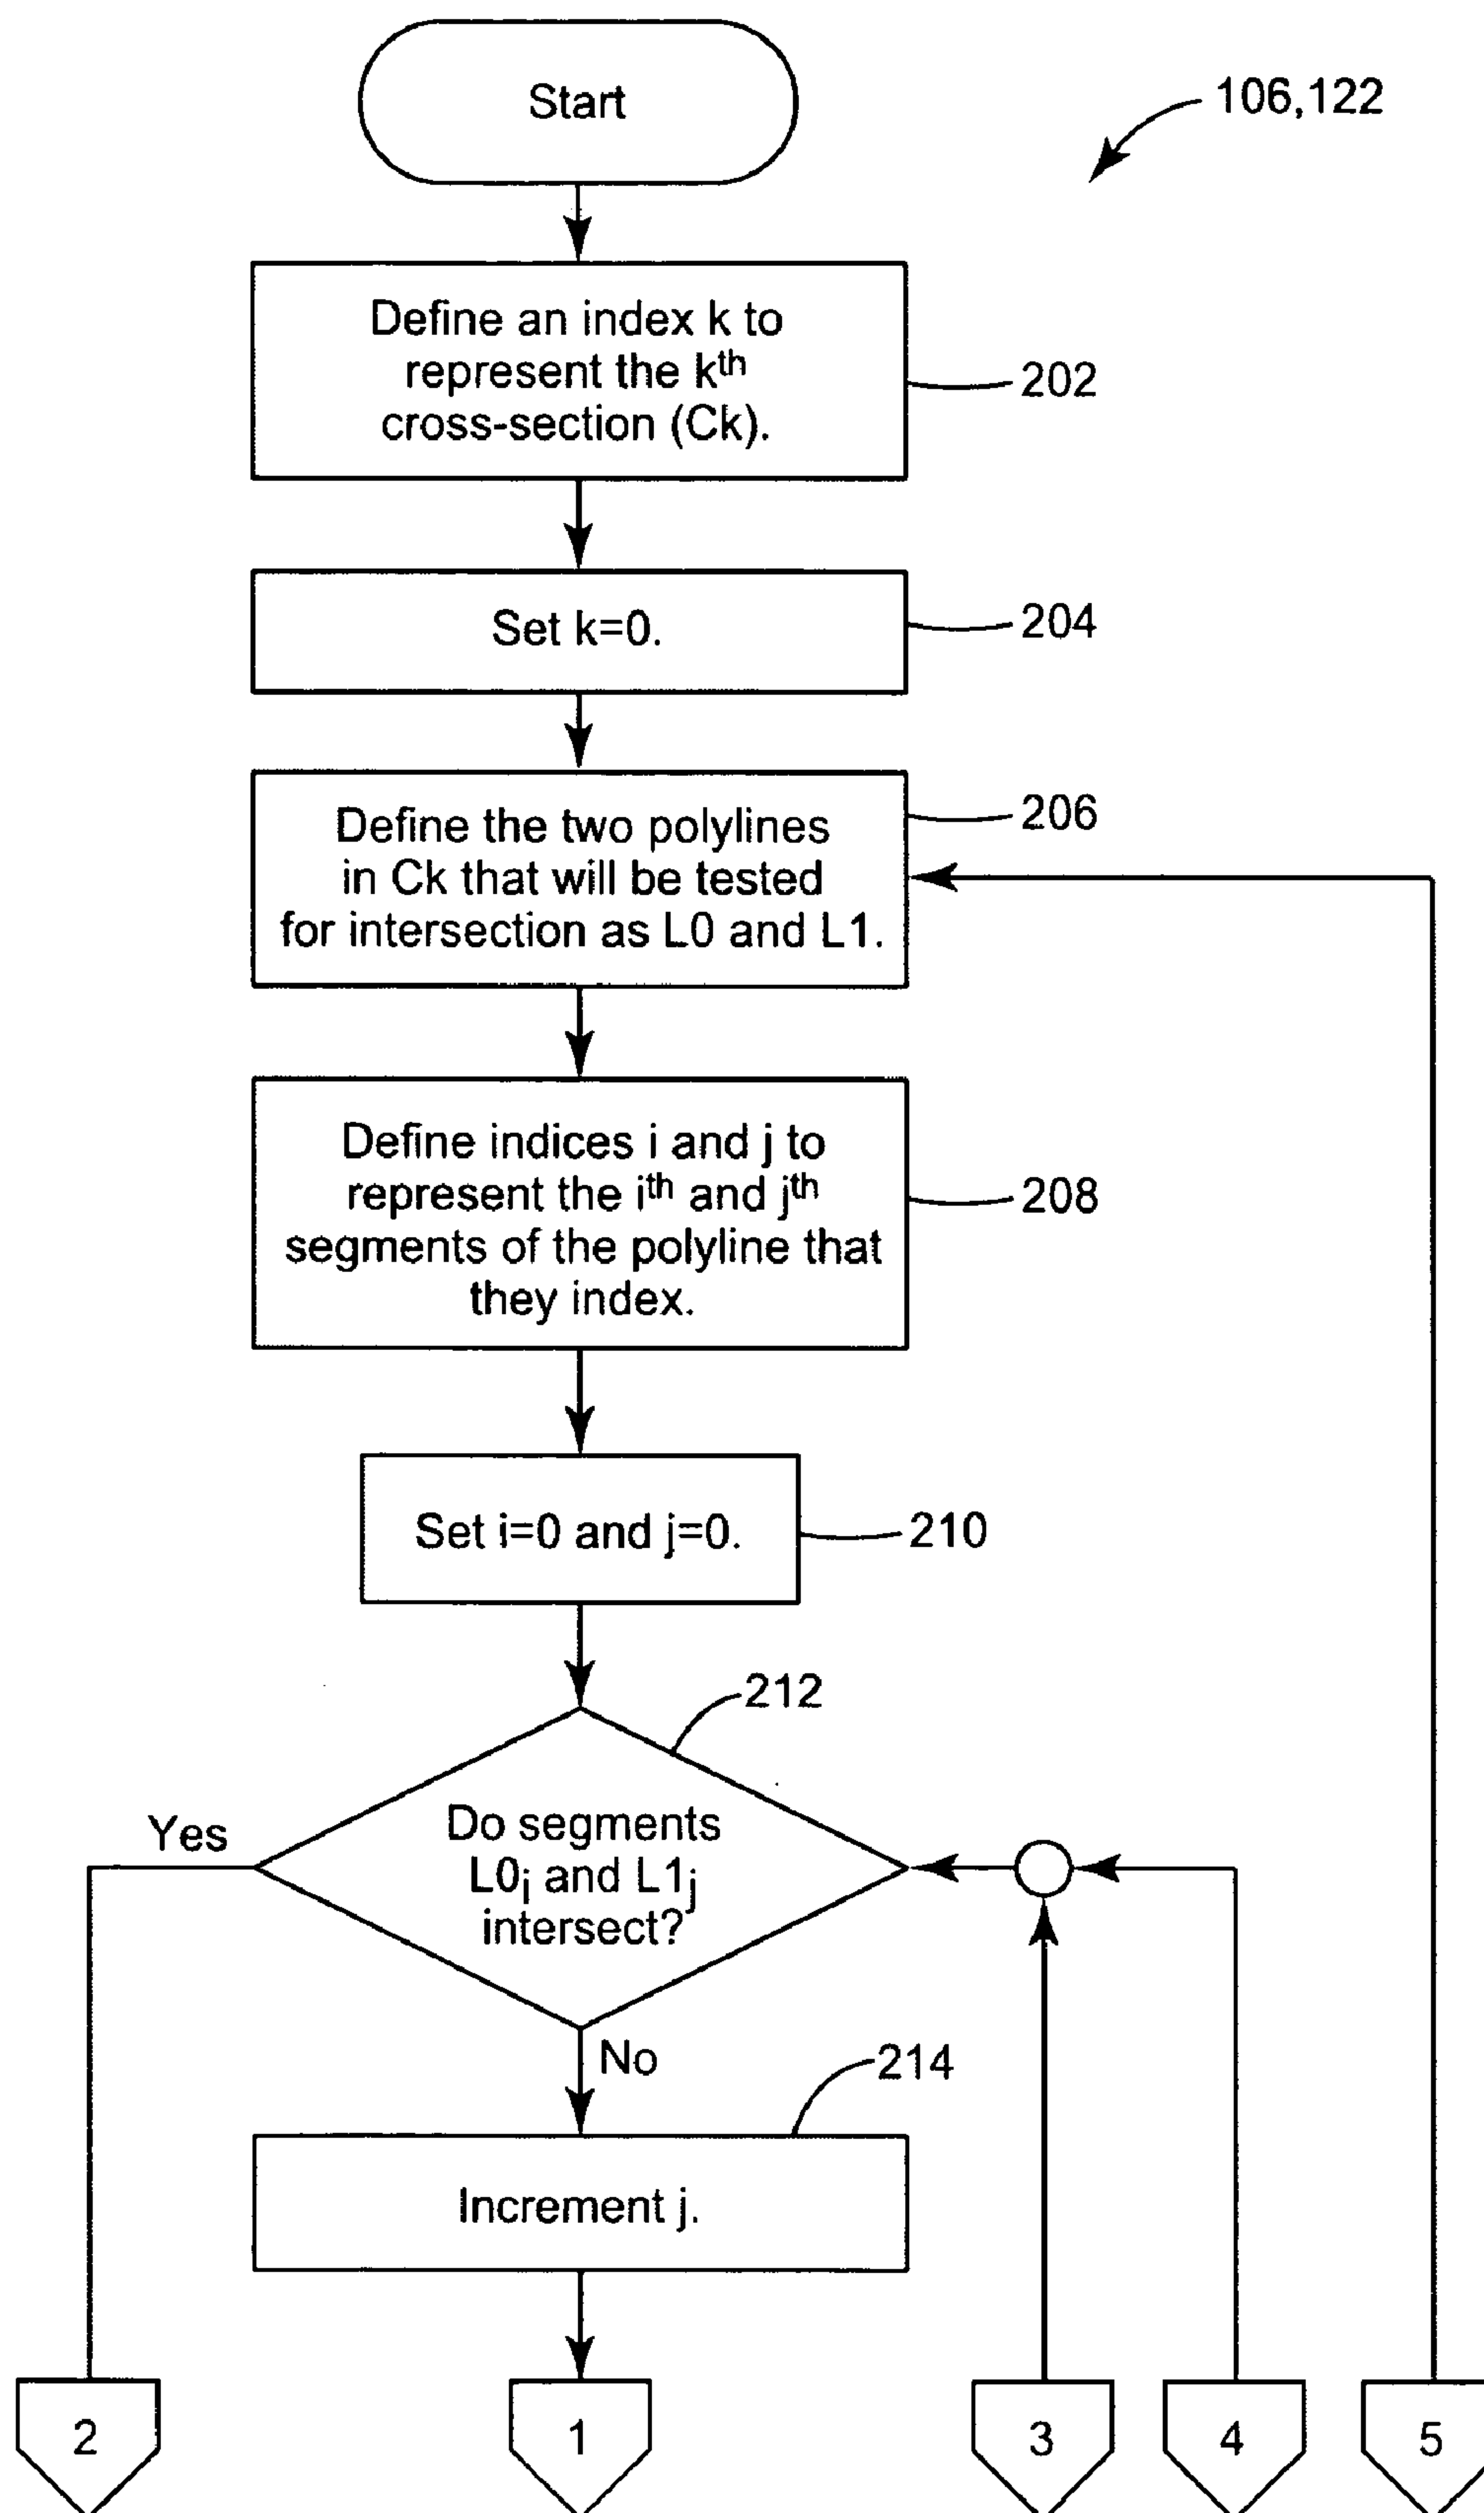 Start
106,122
Define an index k to
represent the kth
cross-section (Ck).
202
Set k=0.
204
Define the two polylines
in Ck that will be tested
for intersection as L0 and L1.
206
Define indices i and j to
represent the ith and jth
segments of the polyline that
they index.
208
Set i=0 and j=0.
210
212
Do segments
L0i and L1j
intersect?
Yes
No
214
Increment j.
2
1
3
4
5